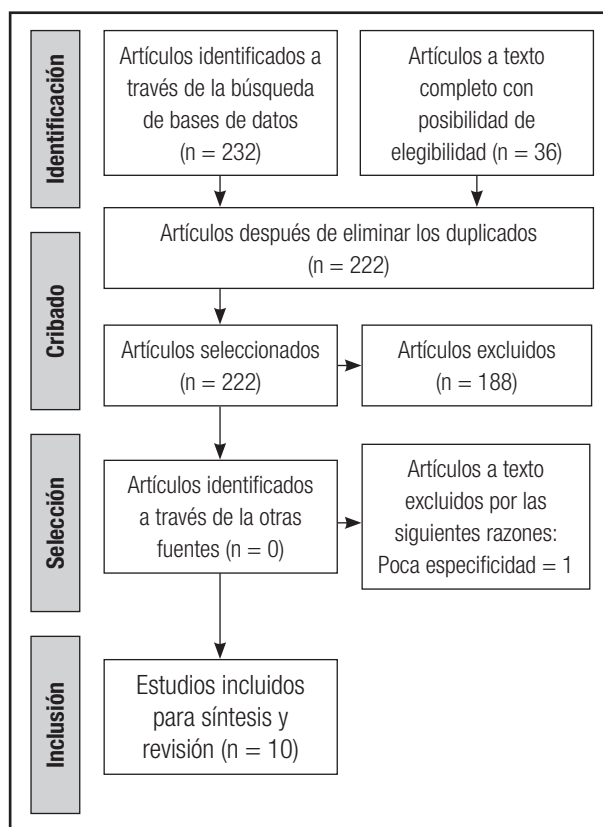 Identificación
Artículos identificados a
través de la búsqueda
de bases de datos
(n = 232)
Artículos a texto
completo con
posibilidad de
elegibilidad (n = 36)
Cribado
Artículos después de eliminar los duplicados
(n = 222)
Artículos seleccionados
(n = 222)
Artículos excluidos
(n = 188)
Selección
Artículos identificados
a través de la otras
fuentes (n = 0)
Artículos a texto
excluidos por las
siguientes razones:
Poca especificidad = 1
Inclusión
Estudios incluidos
para síntesis y
revisión (n = 10)